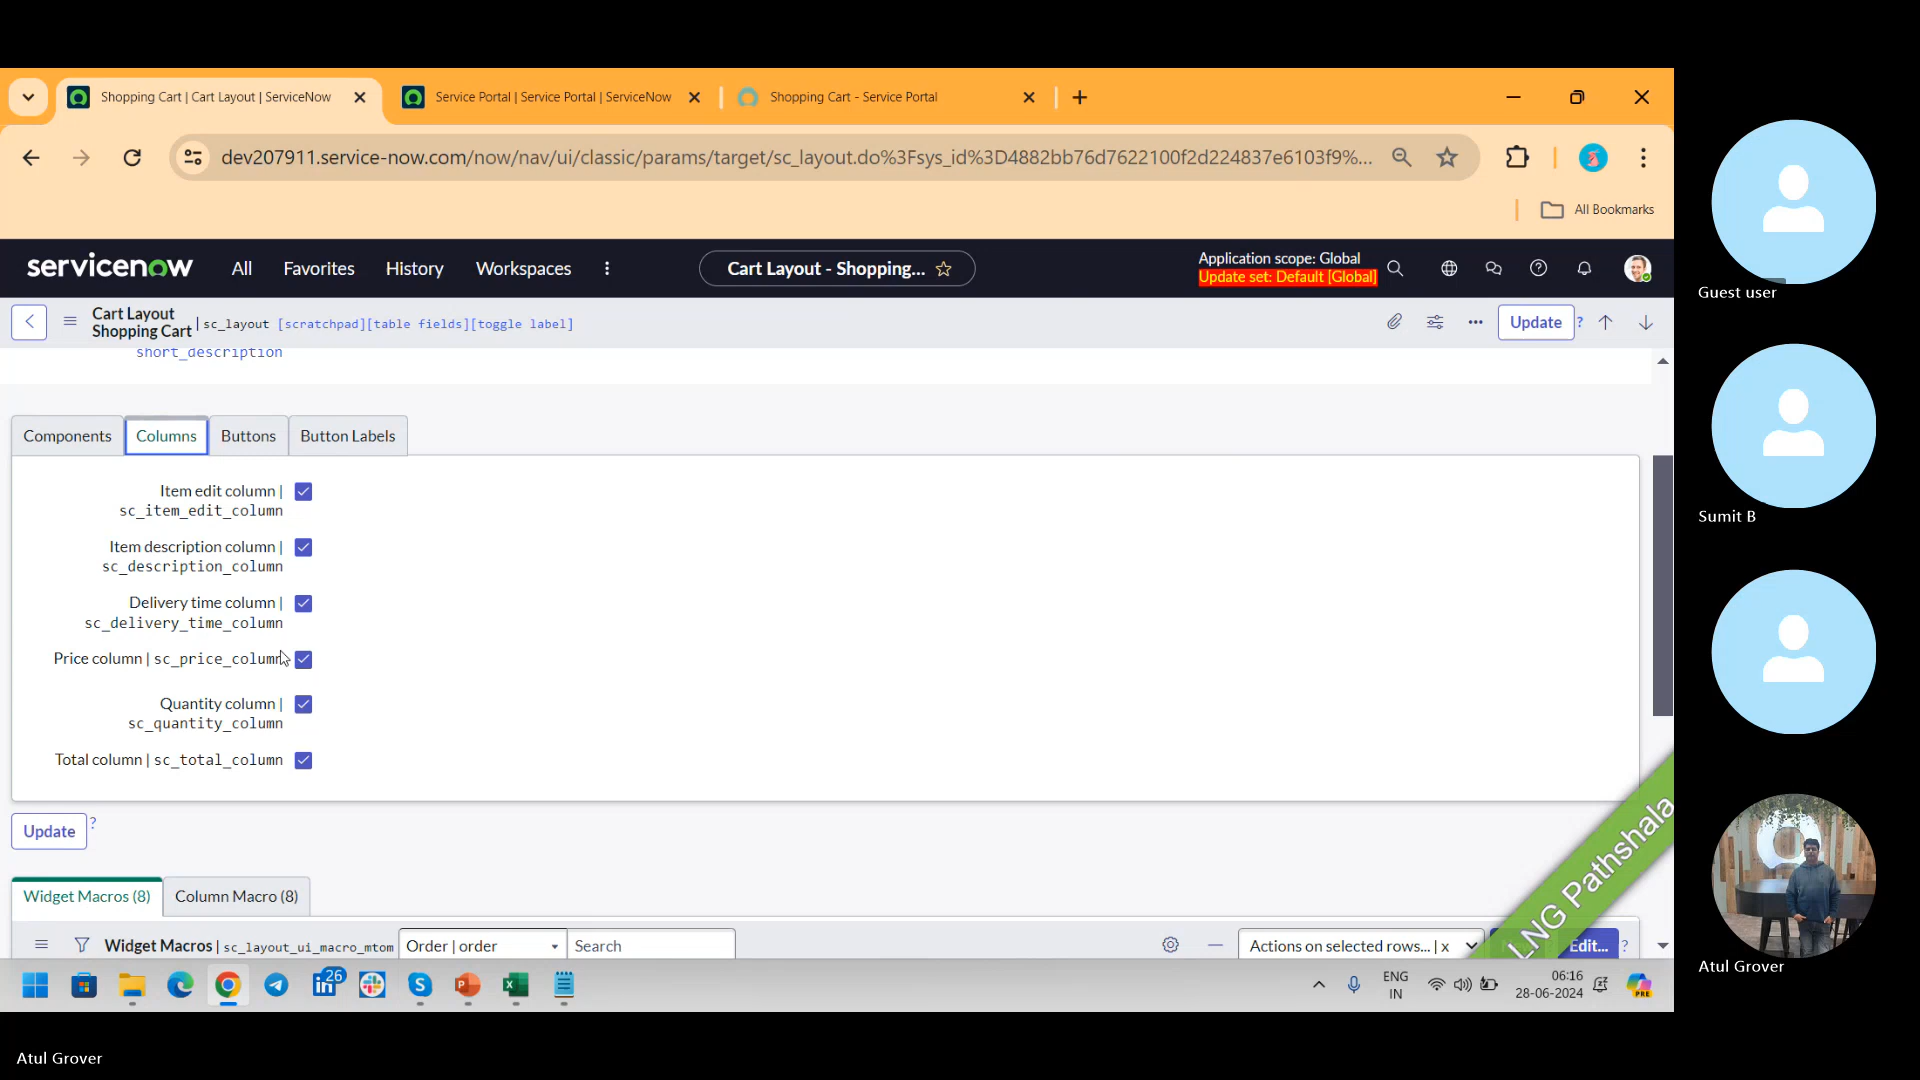 Shopping Cart | Cart Layout | ServiceNow
Service Portal | Service Portal | ServiceNow
Shopping Cart - Service Portal
dev207911.service-now.com/now/nav/ui/classic/params/target/sc_layout.do%3Fsys_id%3D4882bb76d7622100f2d224837e6103f9%...
All Bookmarks
servicenow
All
Favorites
History
Workspaces
Cart Layout - Shopping...
Application scope: Global
Update set: Default [Global]
Cart Layout
Shopping Cart | sc_layout [scratchpad][table fields][toggle label]
Update
?
short_description
Components
Columns
Buttons
Button Labels
Item edit column |
sc_item_edit_column
Item description column |
sc_description_column
Delivery time column |
sc_delivery_time_column
Price column | sc_price_column
Quantity column |
sc_quantity_column
Total column | sc_total_column
Update
?
Widget Macros (8)
Column Macro (8)
Widget Macros | sc_layout_ui_macro_mtom
Order | order
Search
Actions on selected rows... | x
Edit...
?
LNG Pathshala
26
ENG
IN
06:16
28-06-2024
PRE
Guest user
Sumit B
Atul Grover
Atul Grover